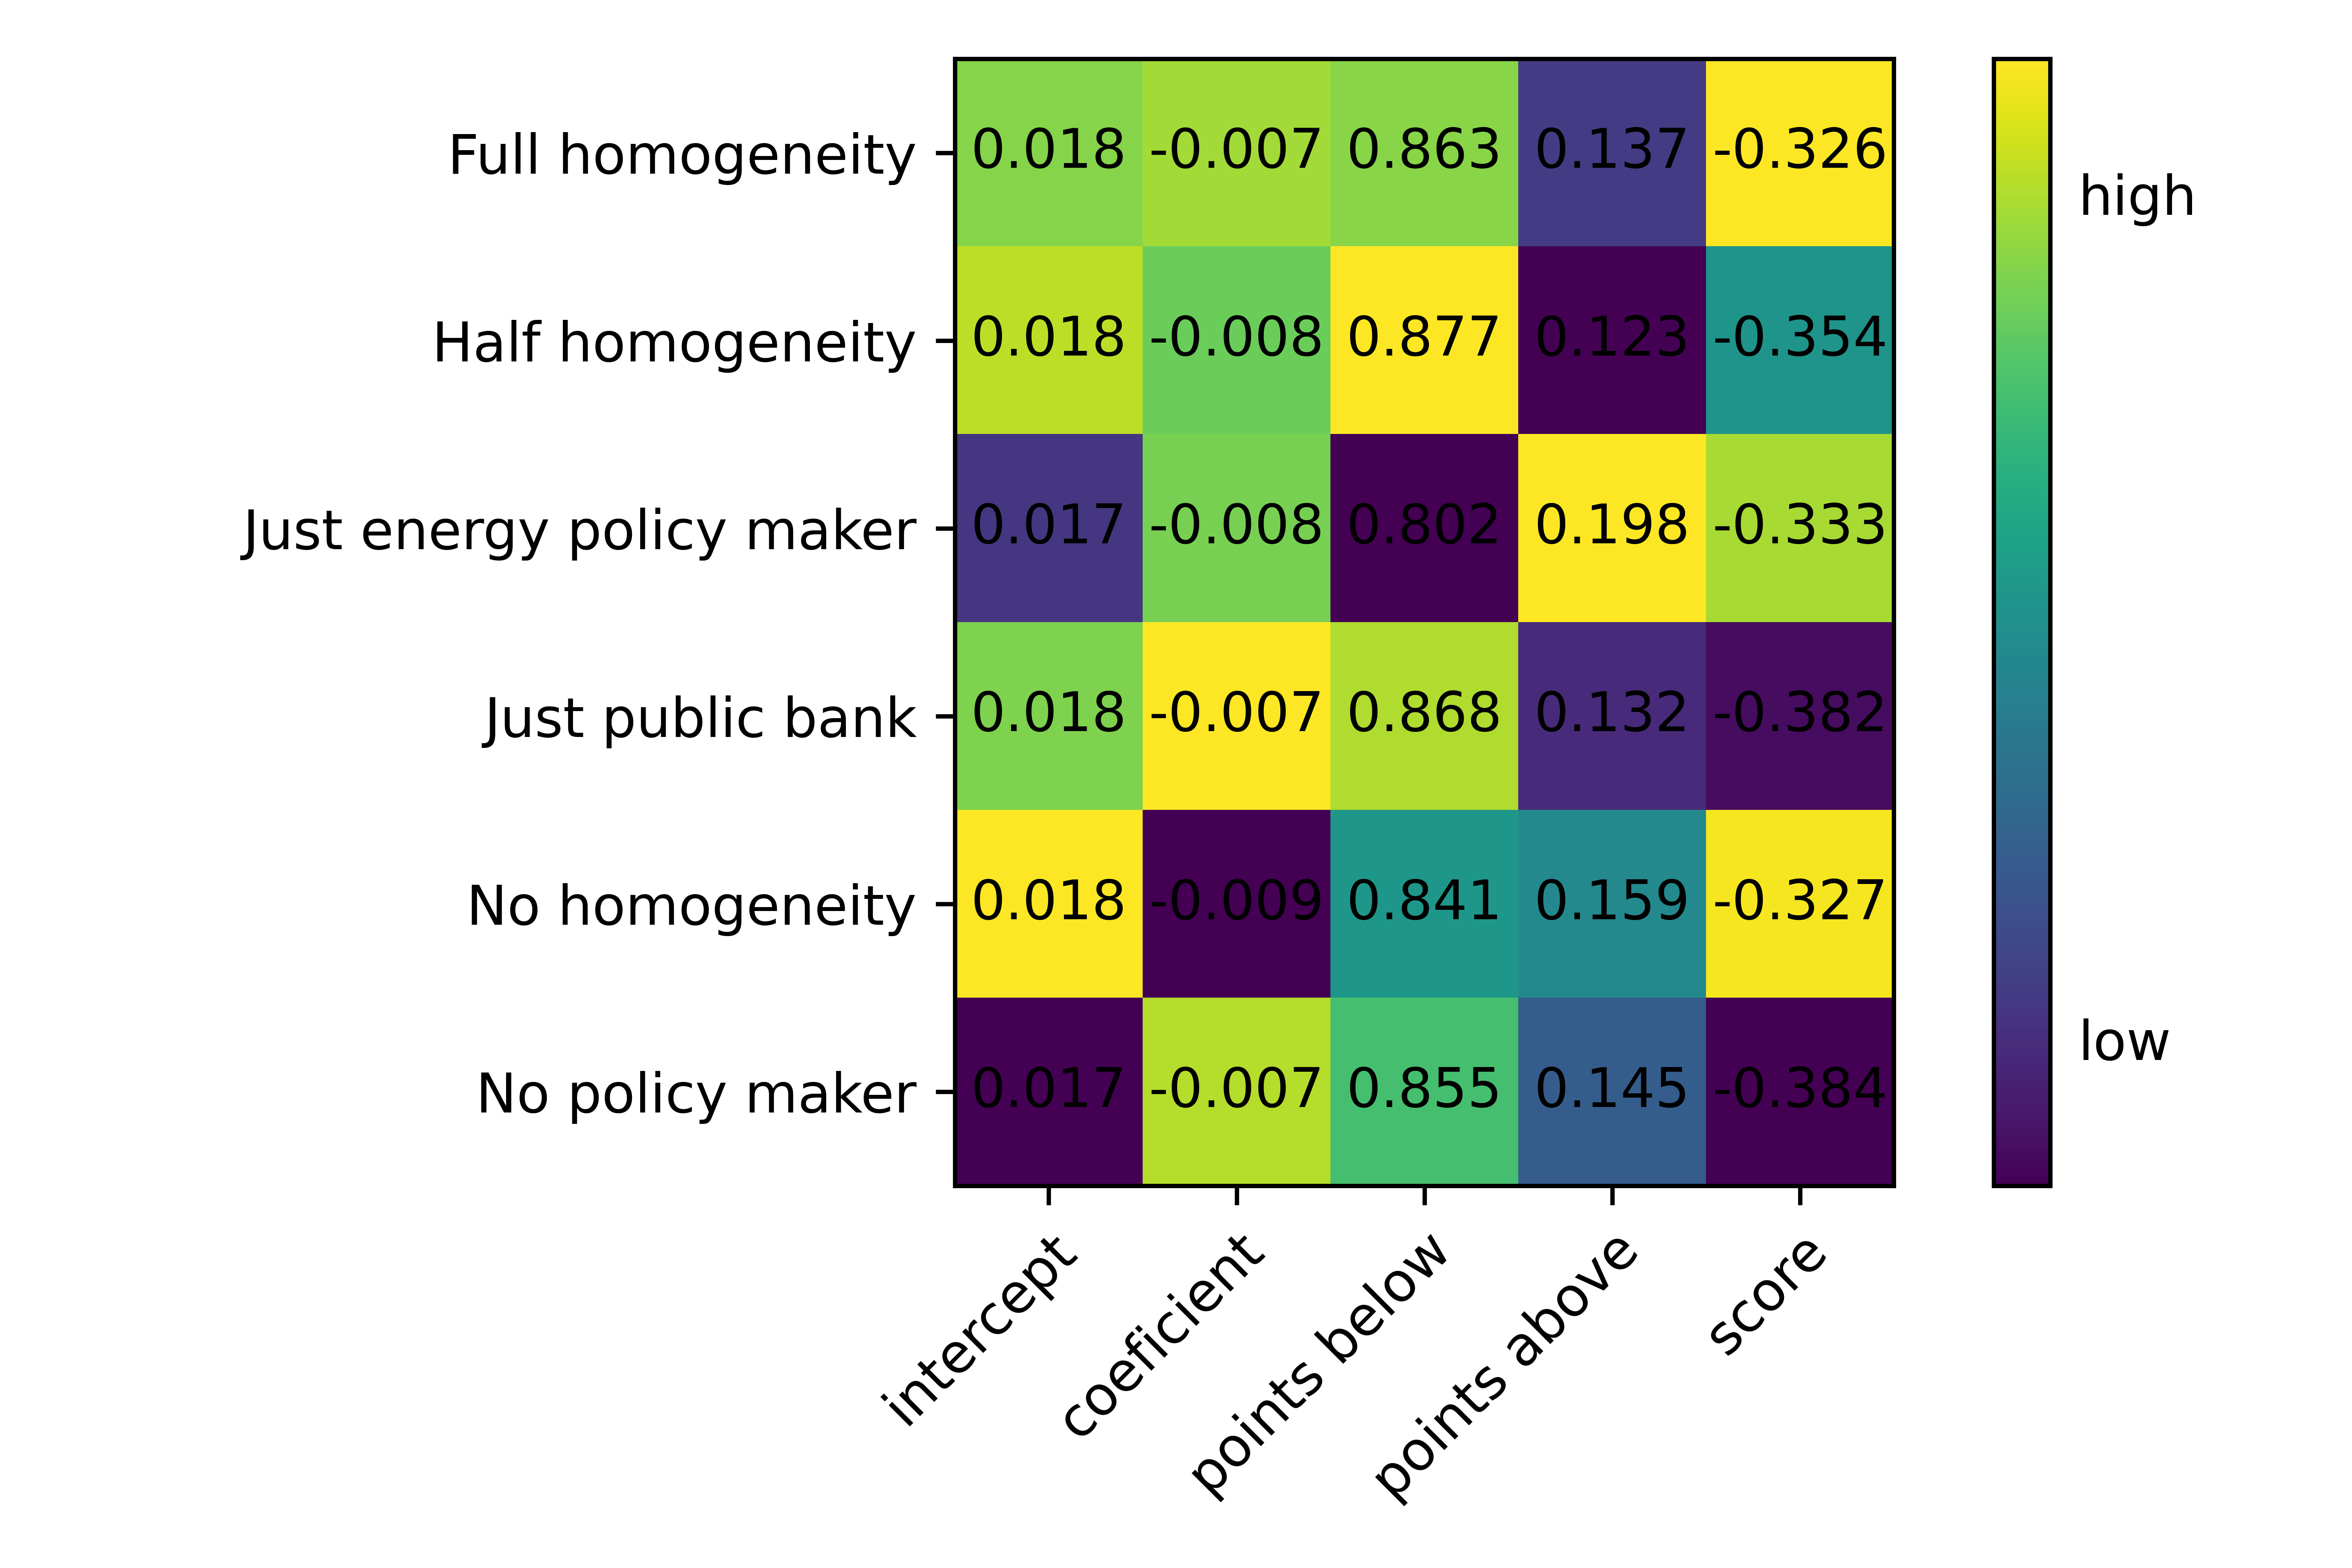 Full homogeneity 0.018 -0.007 0.863 0.137 -0.326
high
Half homogeneity 0.018 -0.008 0.877 0.123 -0.354
Just energy policy maker 0.017 -0.008 0.802 0.198 -0.333
Just public bank 0.018 -0.007 0.868 0.132 -0.382
No homogeneity 0.018 -0.009 0.841 0.159 -0.327
low
No policy maker 0.017 -0.007 0.855 0.145 -0.384
intercept
coeficient
points below
points above
score